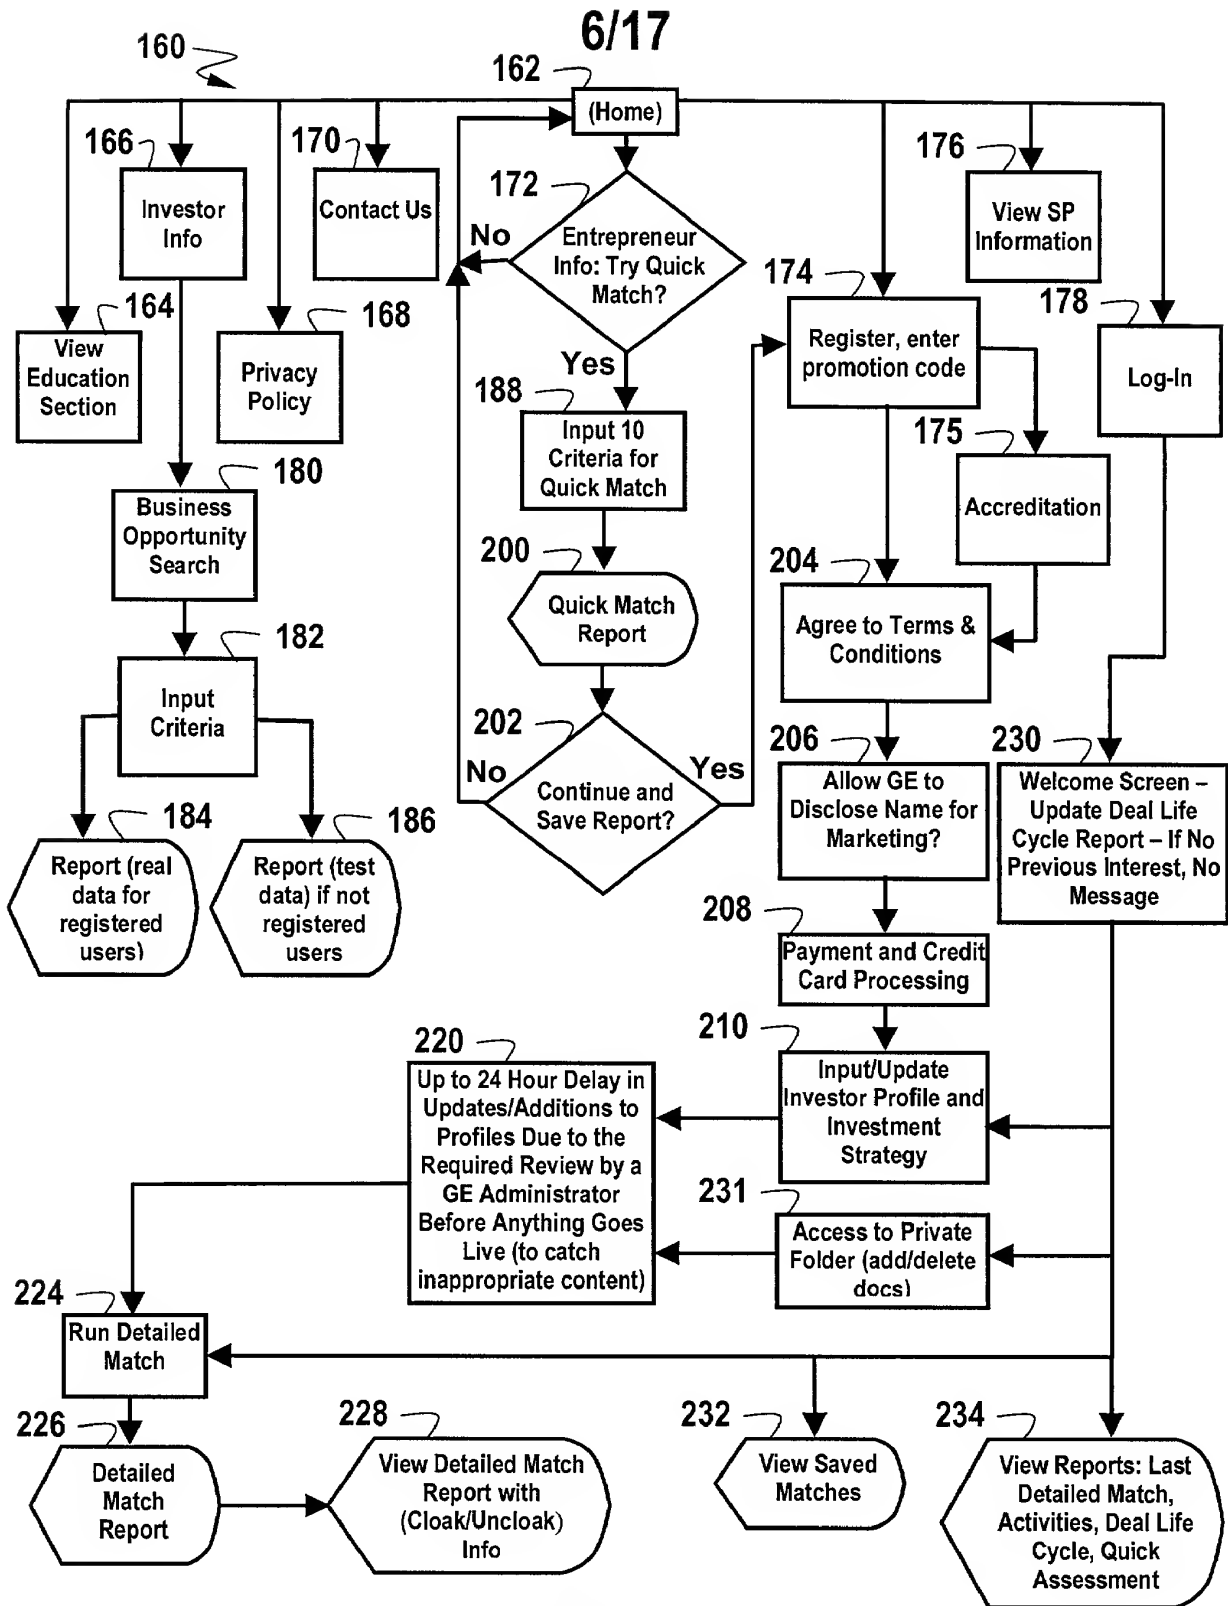 6/17
160
162
(Home)
166
Investor
Info
170
Contact Us
172
Entrepreneur
Info: Try Quick
Match?
No
Yes
176
View SP
Information
164
View
Education
Section
168
Privacy
Policy
174
Register, enter
promotion code
178
Log-In
188
Input 10
Criteria for
Quick Match
175
Accreditation
180
Business
Opportunity
Search
200
Quick Match
Report
204
Agree to Terms &
Conditions
182
Input
Criteria
202
Continue and
Save Report?
No
Yes
206
Allow GE to
Disclose Name for
Marketing?
230
Welcome Screen –
Update Deal Life
Cycle Report – If No
Previous Interest, No
Message
184
Report (real
data for
registered
users)
186
Report (test
data) if not
registered
users
208
Payment and Credit
Card Processing
210
Input/Update
Investor Profile and
Investment
Strategy
220
Up to 24 Hour Delay in
Updates/Additions to
Profiles Due to the
Required Review by a
GE Administrator
Before Anything Goes
Live (to catch
inappropriate content)
231
Access to Private
Folder (add/delete
docs)
224
Run Detailed
Match
226
Detailed
Match
Report
228
View Detailed Match
Report with
(Cloak/Uncloak)
Info
232
View Saved
Matches
234
View Reports: Last
Detailed Match,
Activities, Deal Life
Cycle, Quick
Assessment